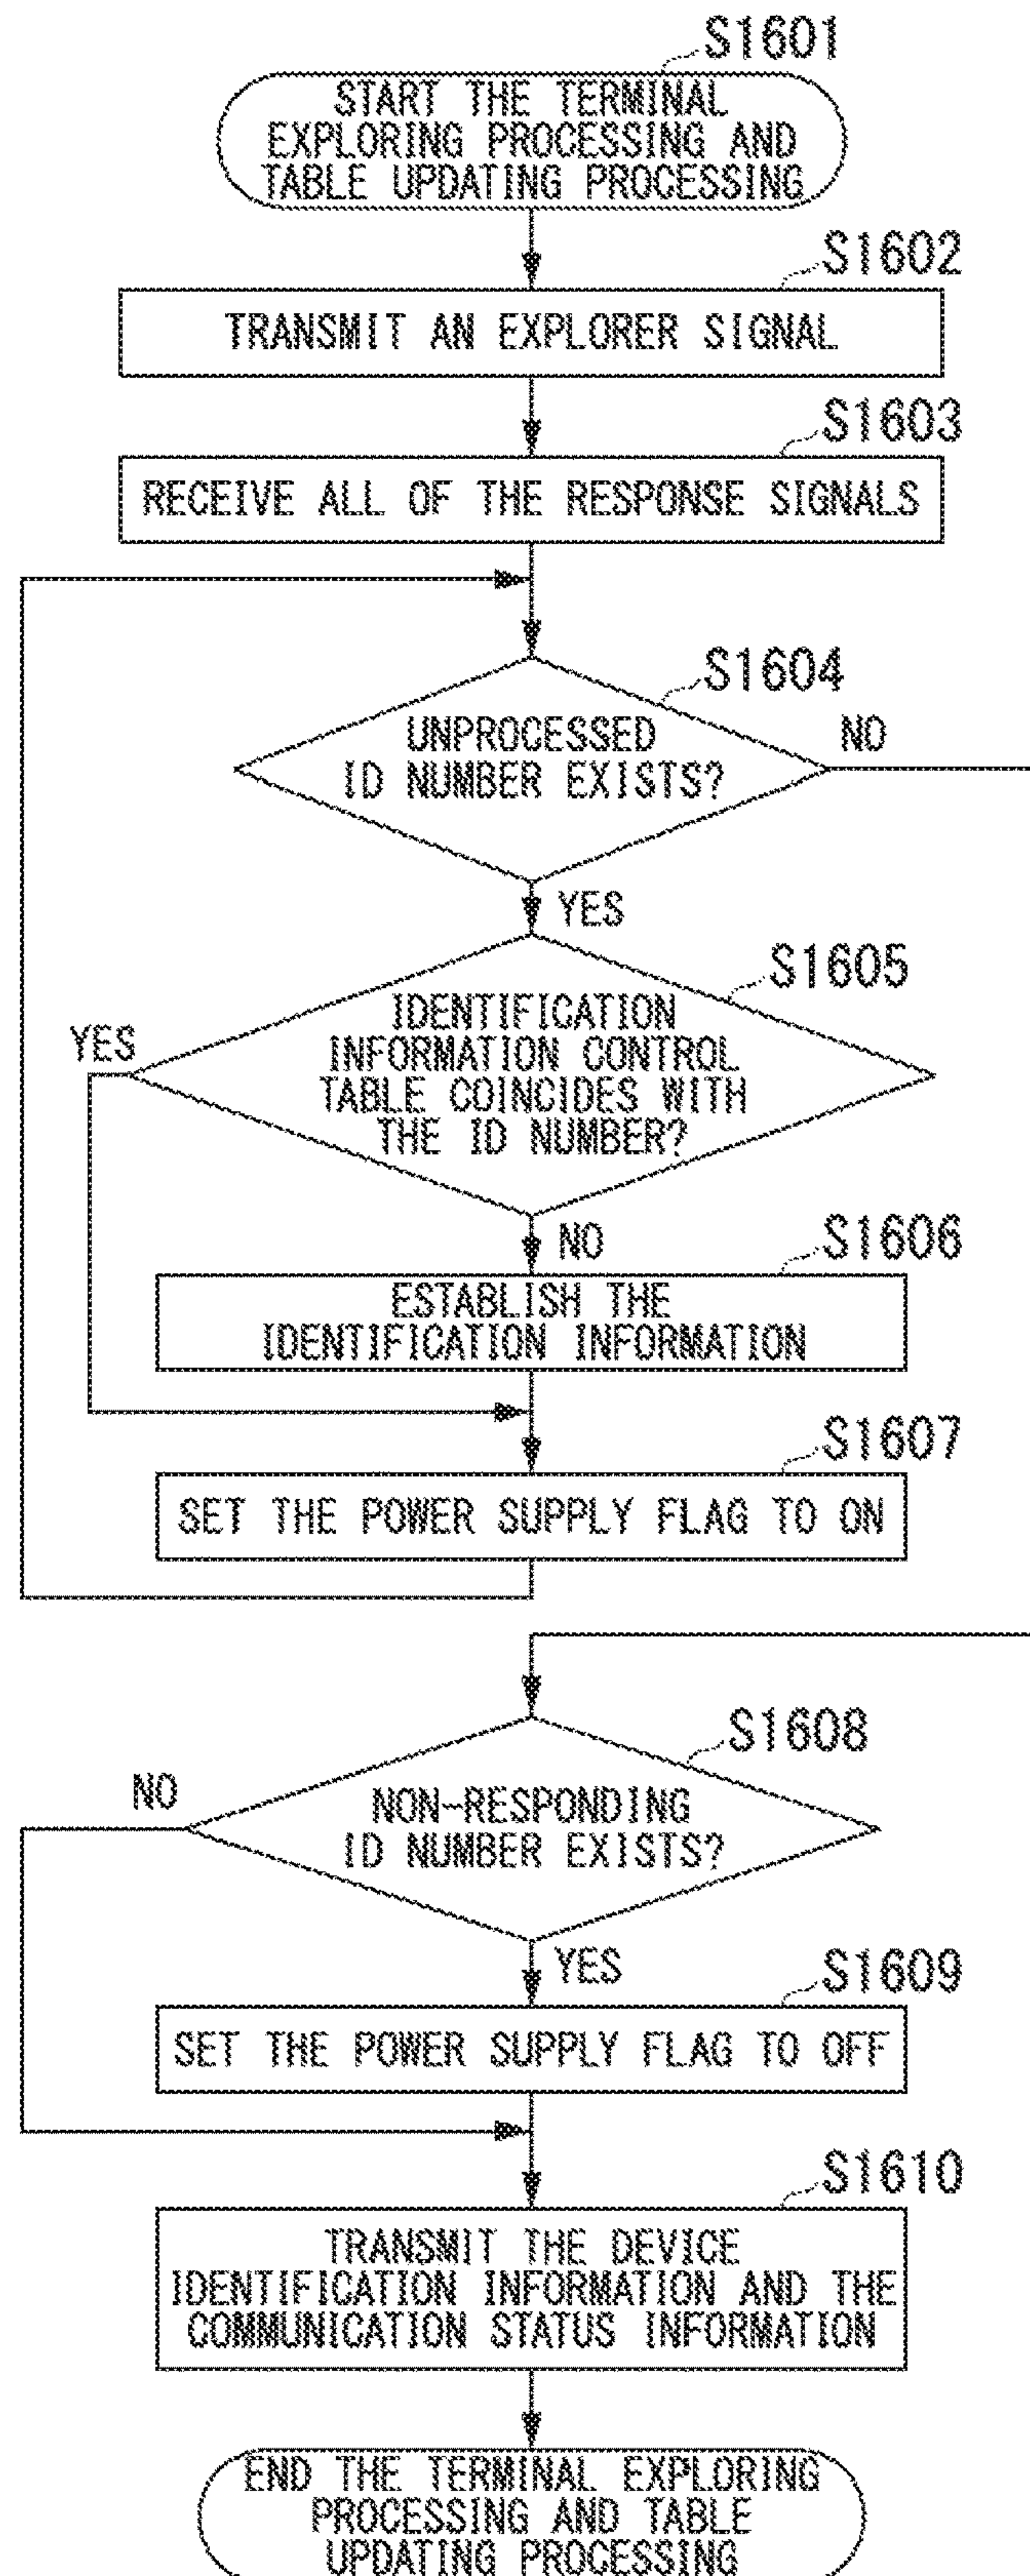 S1601
START THE TERMINAL
EXPLORING PROCESSING AND
TABLE UPDATING PROCESSING
S1602
TRANSMIT AN EXPLORER SIGNAL
S1603
RECEIVE ALL OF THE RESPONSE SIGNALS
S1604
UNPROCESSED
ID NUMBER EXISTS?
NO
YES
S1605
IDENTIFICATION
INFORMATION CONTROL
TABLE COINCIDES WITH
THE ID NUMBER?
YES
NO
S1606
ESTABLISH THE
IDENTIFICATION INFORMATION
S1607
SET THE POWER SUPPLY FLAG TO ON
S1608
NON-RESPONDING
ID NUMBER EXISTS?
NO
YES
S1609
SET THE POWER SUPPLY FLAG TO OFF
S1610
TRANSMIT THE DEVICE
IDENTIFICATION INFORMATION AND THE
COMMUNICATION STATUS INFORMATION
END THE TERMINAL EXPLORING
PROCESSING AND TABLE
UPDATING PROCESSING